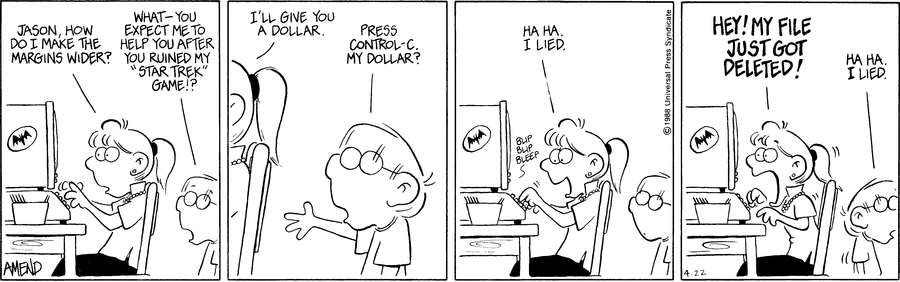 JASON, HOW
DO I MAKE THE
MARGINS WIDER?
WHAT-YOU
EXPECT ME TO
HELP YOU AFTER
YOU RUINED MY
"STAR TREK"
GAME!?
AMEND
I'LL GIVE YOU
A DOLLAR.
PRESS
CONTROL-C.
MY DOLLAR?
HA HA.
I LIED.
BLIP
BLIP
BLEEP
©1988 Universal Press Syndicate
HEY! MY FILE
JUST GOT
DELETED!
HA HA.
I LIED.
4-22